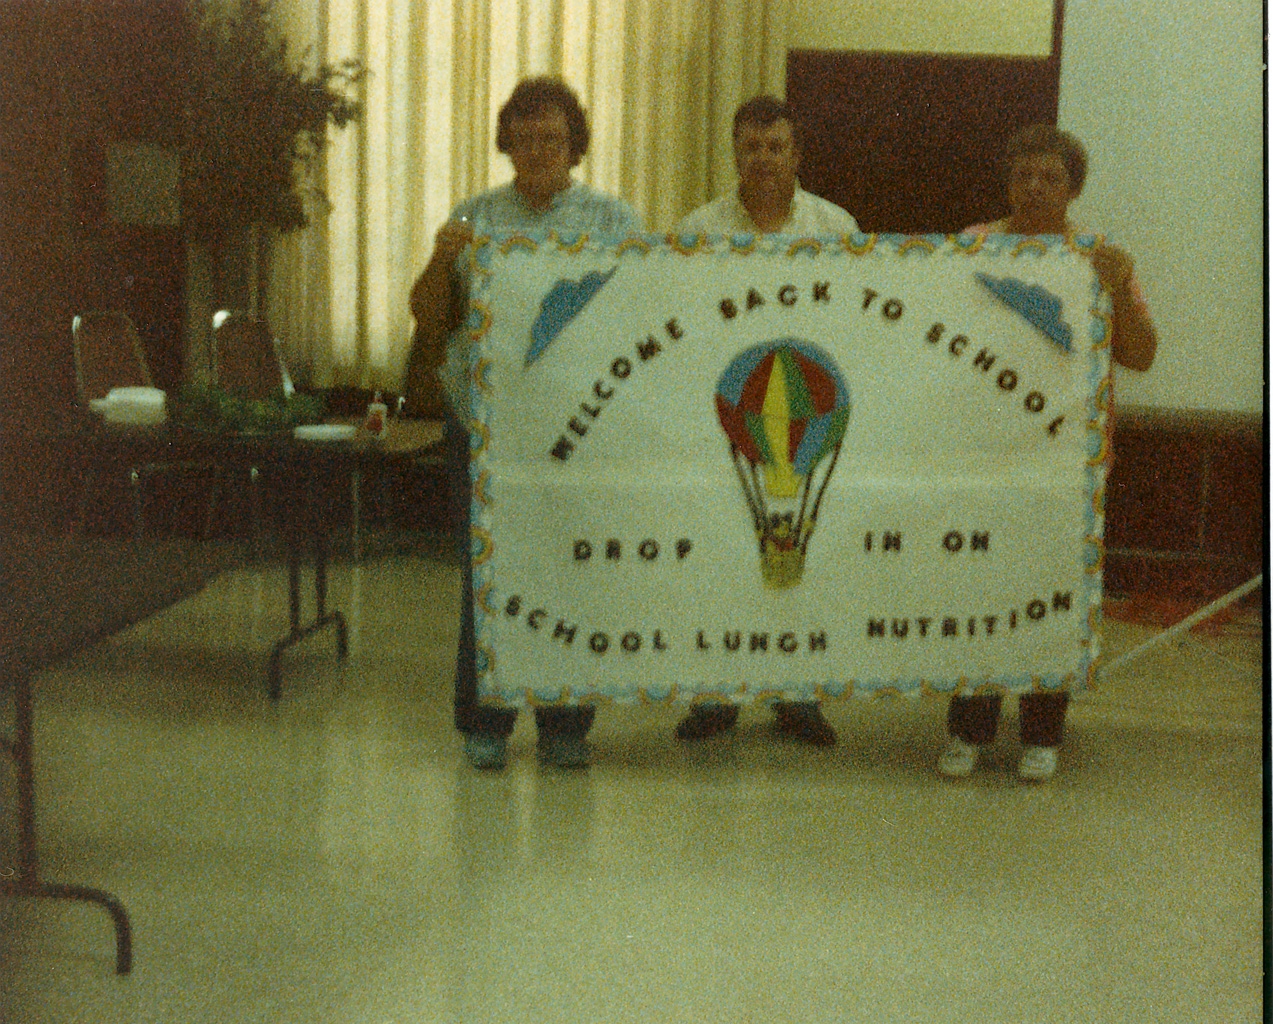 WELCOME BACK TO SCHOOL
DROP IN ON
SCHOOL LUNCH NUTRITION